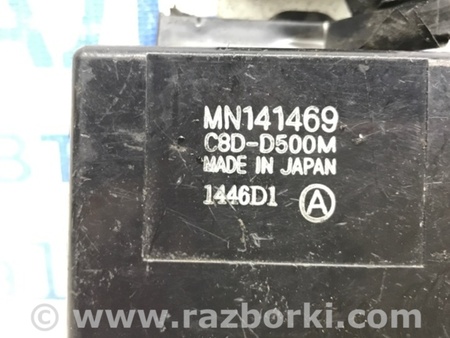 MN141469
C8D-D500M
MADE IN JAPAN
1446D1 A
© www.razborki.com